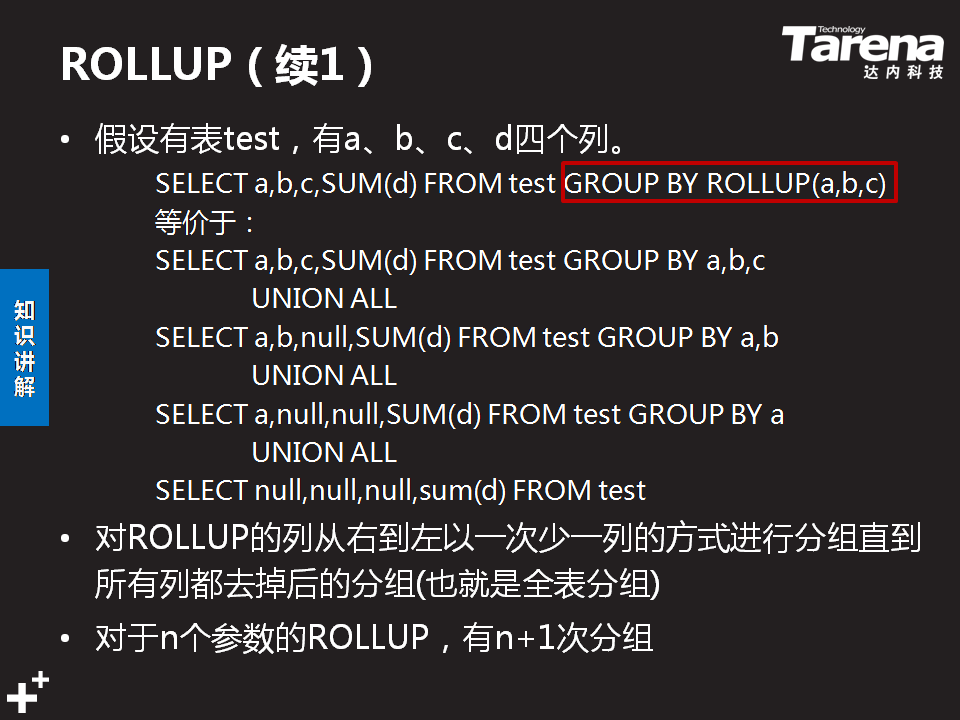 ROLLUP（续1）
Technology
Tarena
达内科技
• 假设有表test，有a、b、c、d四个列。
SELECT a,b,c,SUM(d) FROM test GROUP BY ROLLUP(a,b,c)
等价于：
SELECT a,b,c,SUM(d) FROM test GROUP BY a,b,c
UNION ALL
SELECT a,b,null,SUM(d) FROM test GROUP BY a,b
UNION ALL
SELECT a,null,null,SUM(d) FROM test GROUP BY a
UNION ALL
SELECT null,null,null,sum(d) FROM test
知识讲解
• 对ROLLUP的列从右到左以一次少一列的方式进行分组直到
所有列都去掉后的分组(也就是全表分组)
• 对于n个参数的ROLLUP，有n+1次分组